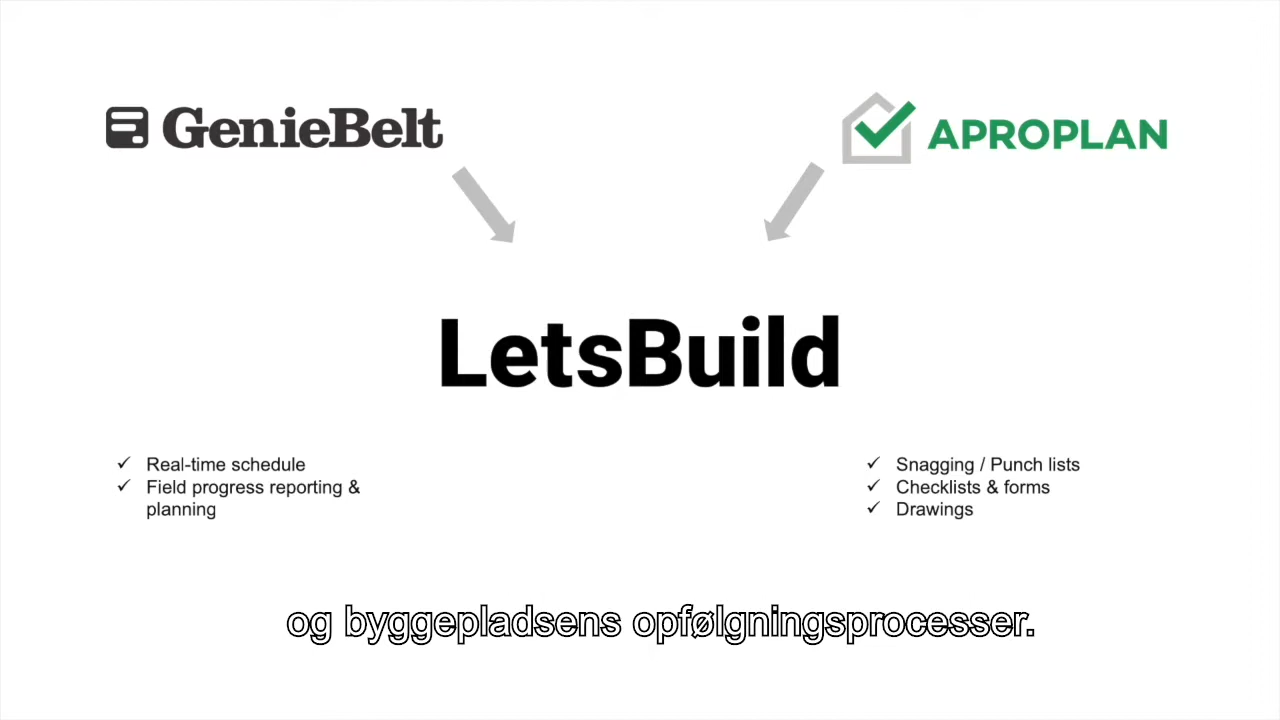 GenieBelt
APROPLAN
LetsBuild
✓ Real-time schedule
✓ Field progress reporting &
planning
✓ Snagging / Punch lists
✓ Checklists & forms
✓ Drawings
og byggepladsens opfølgningsprocesser.